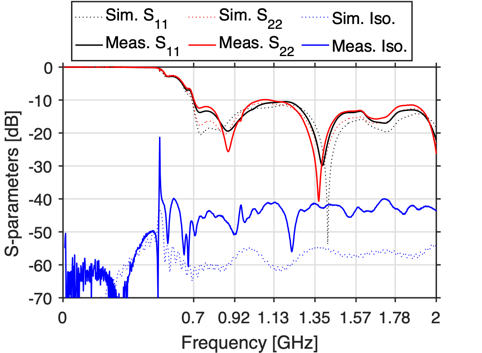 Sim. S11 Sim. S22 Sim. Iso.
Meas. S11 Meas. S22 Meas. Iso.
0
-10
-20
-30
-40
-50
-60
-70
S-parameters [dB]
0 0.7 0.92 1.13 1.35 1.57 1.78 2
Frequency [GHz]